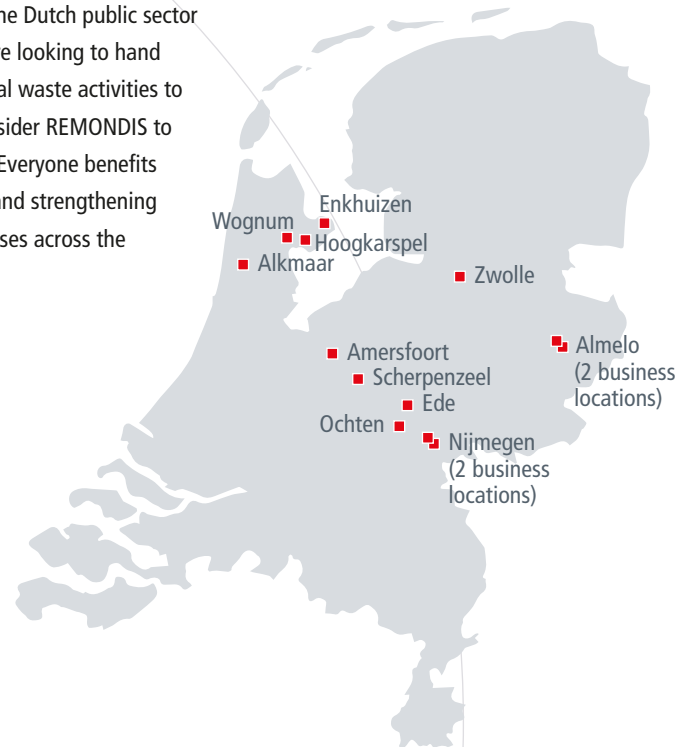 he Dutch public sector
e looking to hand
al waste activities to
sider REMONDIS to
Everyone benefits
and strengthening
ses across the
Enkhuizen
Wognum
Hoogkarspel
Alkmaar
Zwolle
Amersfoort
Almelo
(2 business
locations)
Scherpenzeel
Ede
Ochten
Nijmegen
(2 business
locations)